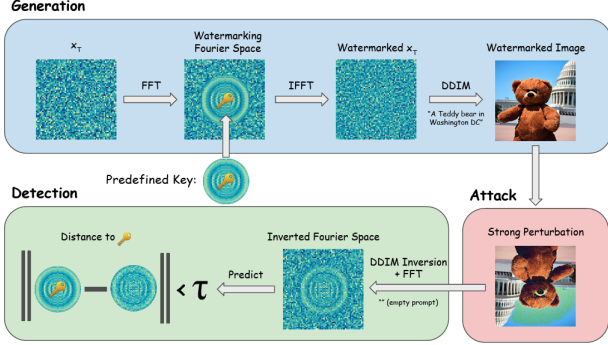 Generation
x_T
Watermarking
Fourier Space
Watermarked x_T
Watermarked Image
FFT
IFFT
DDIM
"A Teddy bear in
Washington DC"
Predefined Key:
Detection
Attack
Distance to
Inverted Fourier Space
Strong Perturbation
DDIM Inversion
+ FFT
Predict
< τ
"" (empty prompt)